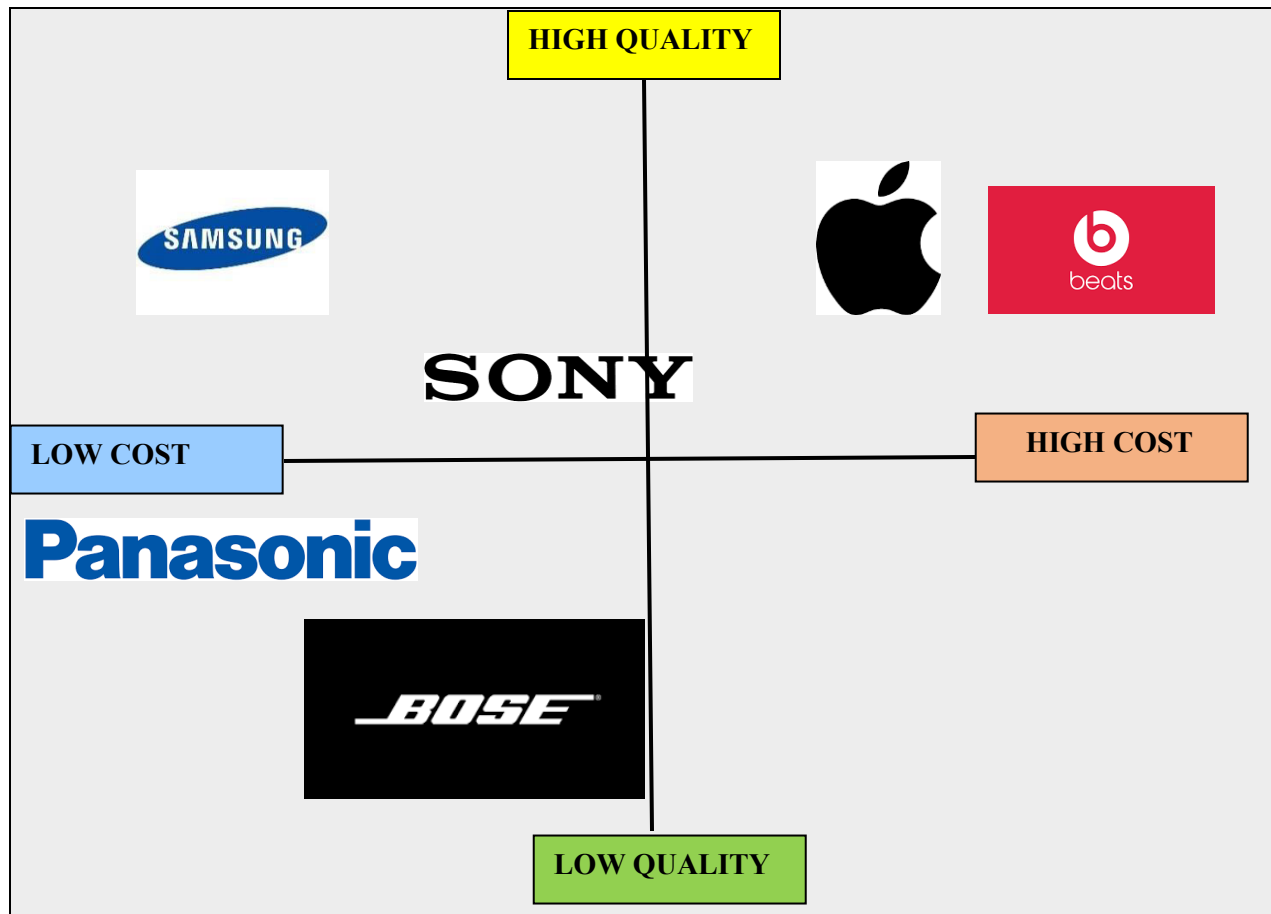 HIGH QUALITY
SAMSUNG
beats
SONY
LOW COST
HIGH COST
Panasonic
BOSE®
LOW QUALITY